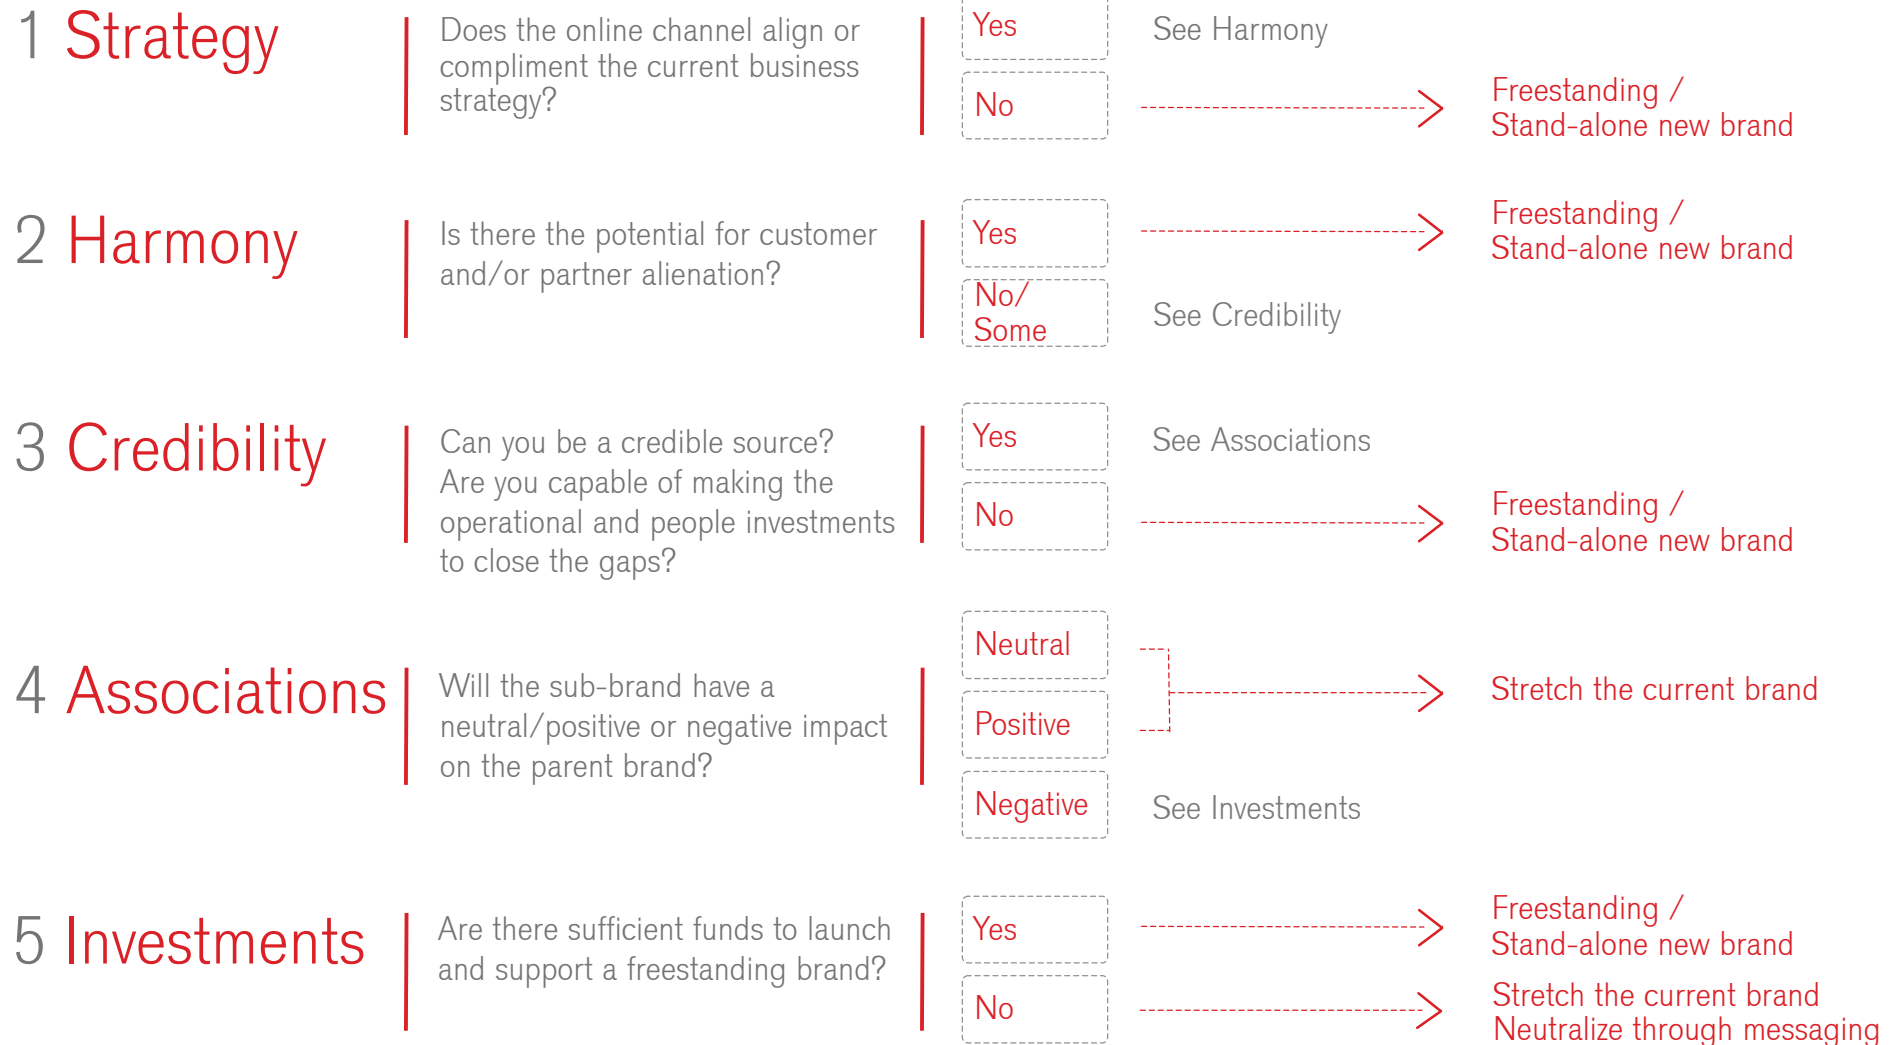 1 Strategy
Does the online channel align or
compliment the current business
strategy?
Yes
See Harmony
No
Freestanding /
Stand-alone new brand
2 Harmony
Is there the potential for customer
and/or partner alienation?
Yes
Freestanding /
Stand-alone new brand
No/
Some
See Credibility
3 Credibility
Can you be a credible source?
Are you capable of making the
operational and people investments
to close the gaps?
Yes
See Associations
No
Freestanding /
Stand-alone new brand
4 Associations
Will the sub-brand have a
neutral/positive or negative impact
on the parent brand?
Neutral
Positive
Stretch the current brand
Negative
See Investments
5 Investments
Are there sufficient funds to launch
and support a freestanding brand?
Yes
Freestanding /
Stand-alone new brand
No
Stretch the current brand
Neutralize through messaging